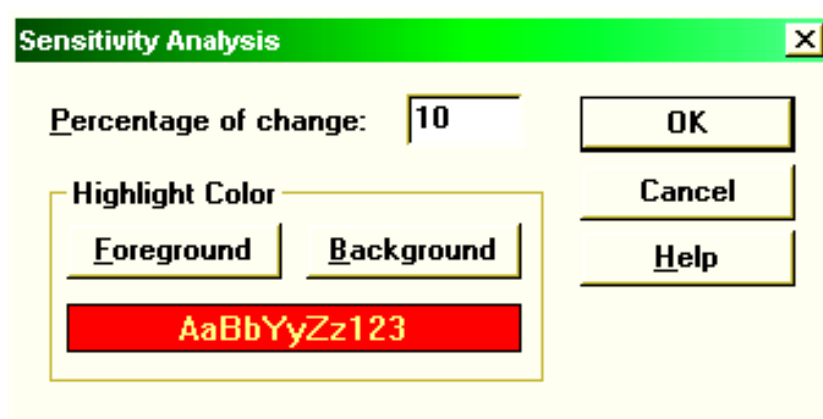 Sensitivity Analysis
Percentage of change: 10
OK
Highlight Color
Cancel
Foreground Background
Help
AaBbYyZz123